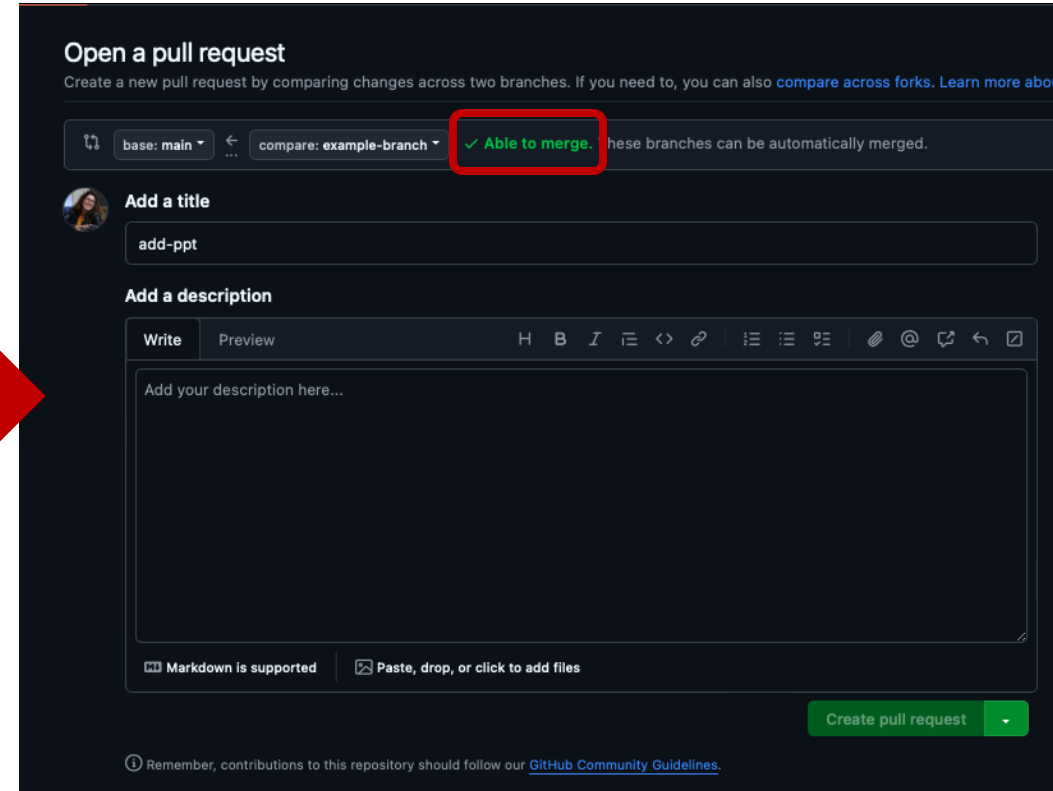 Open a pull request
Create a new pull request by comparing changes across two branches. If you need to, you can also compare across forks. Learn more abo
base: main ← compare: example-branch ✓ Able to merge. These branches can be automatically merged.
...
Add a title
add-ppt
Add a description
Write Preview H B I <> @
Add your description here...
Markdown is supported Paste, drop, or click to add files
Create pull request
Remember, contributions to this repository should follow our GitHub Community Guidelines.